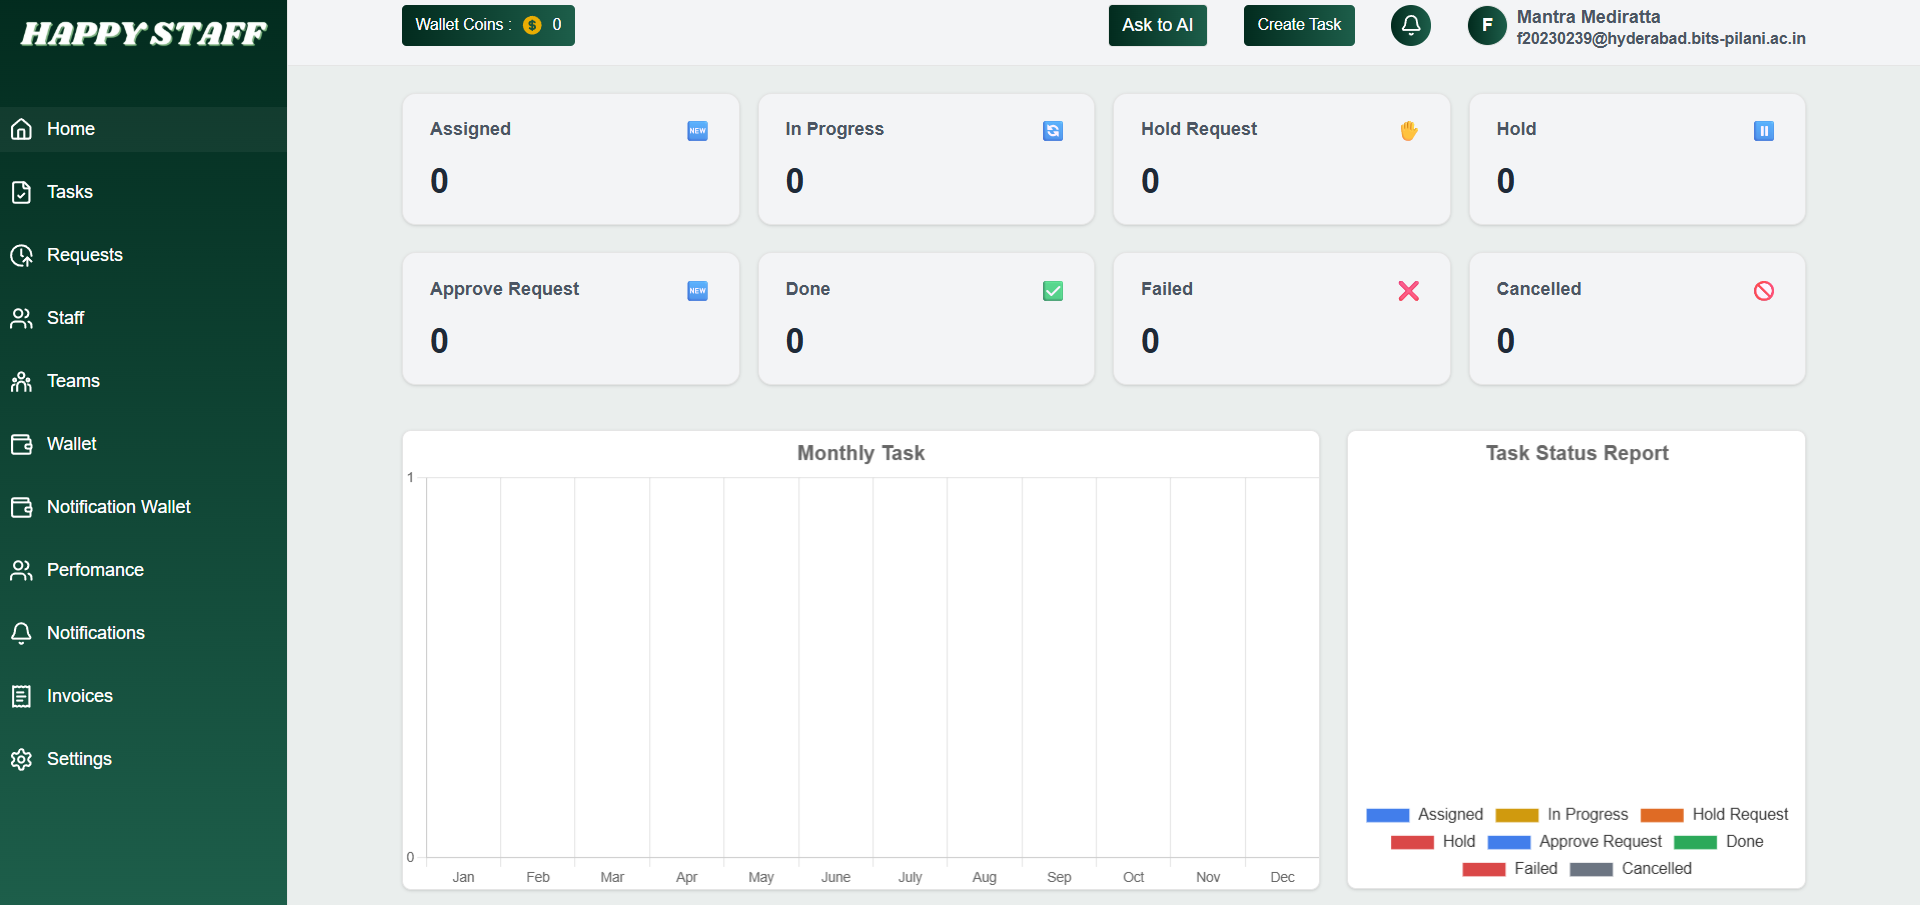 HAPPY STAFF
Home
Tasks
Requests
Staff
Teams
Wallet
Notification Wallet
Perfomance
Notifications
Invoices
Settings
Wallet Coins : $ 0
Ask to AI
Create Task
F
Mantra Mediratta
f20230239@hyderabad.bits-pilani.ac.in
Assigned NEW
0
In Progress
0
Hold Request
0
Hold
0
Approve Request NEW
0
Done
0
Failed
0
Cancelled
0
Monthly Task
1
0
Jan Feb Mar Apr May June July Aug Sep Oct Nov Dec
Task Status Report
Assigned In Progress Hold Request
Hold Approve Request Done
Failed Cancelled